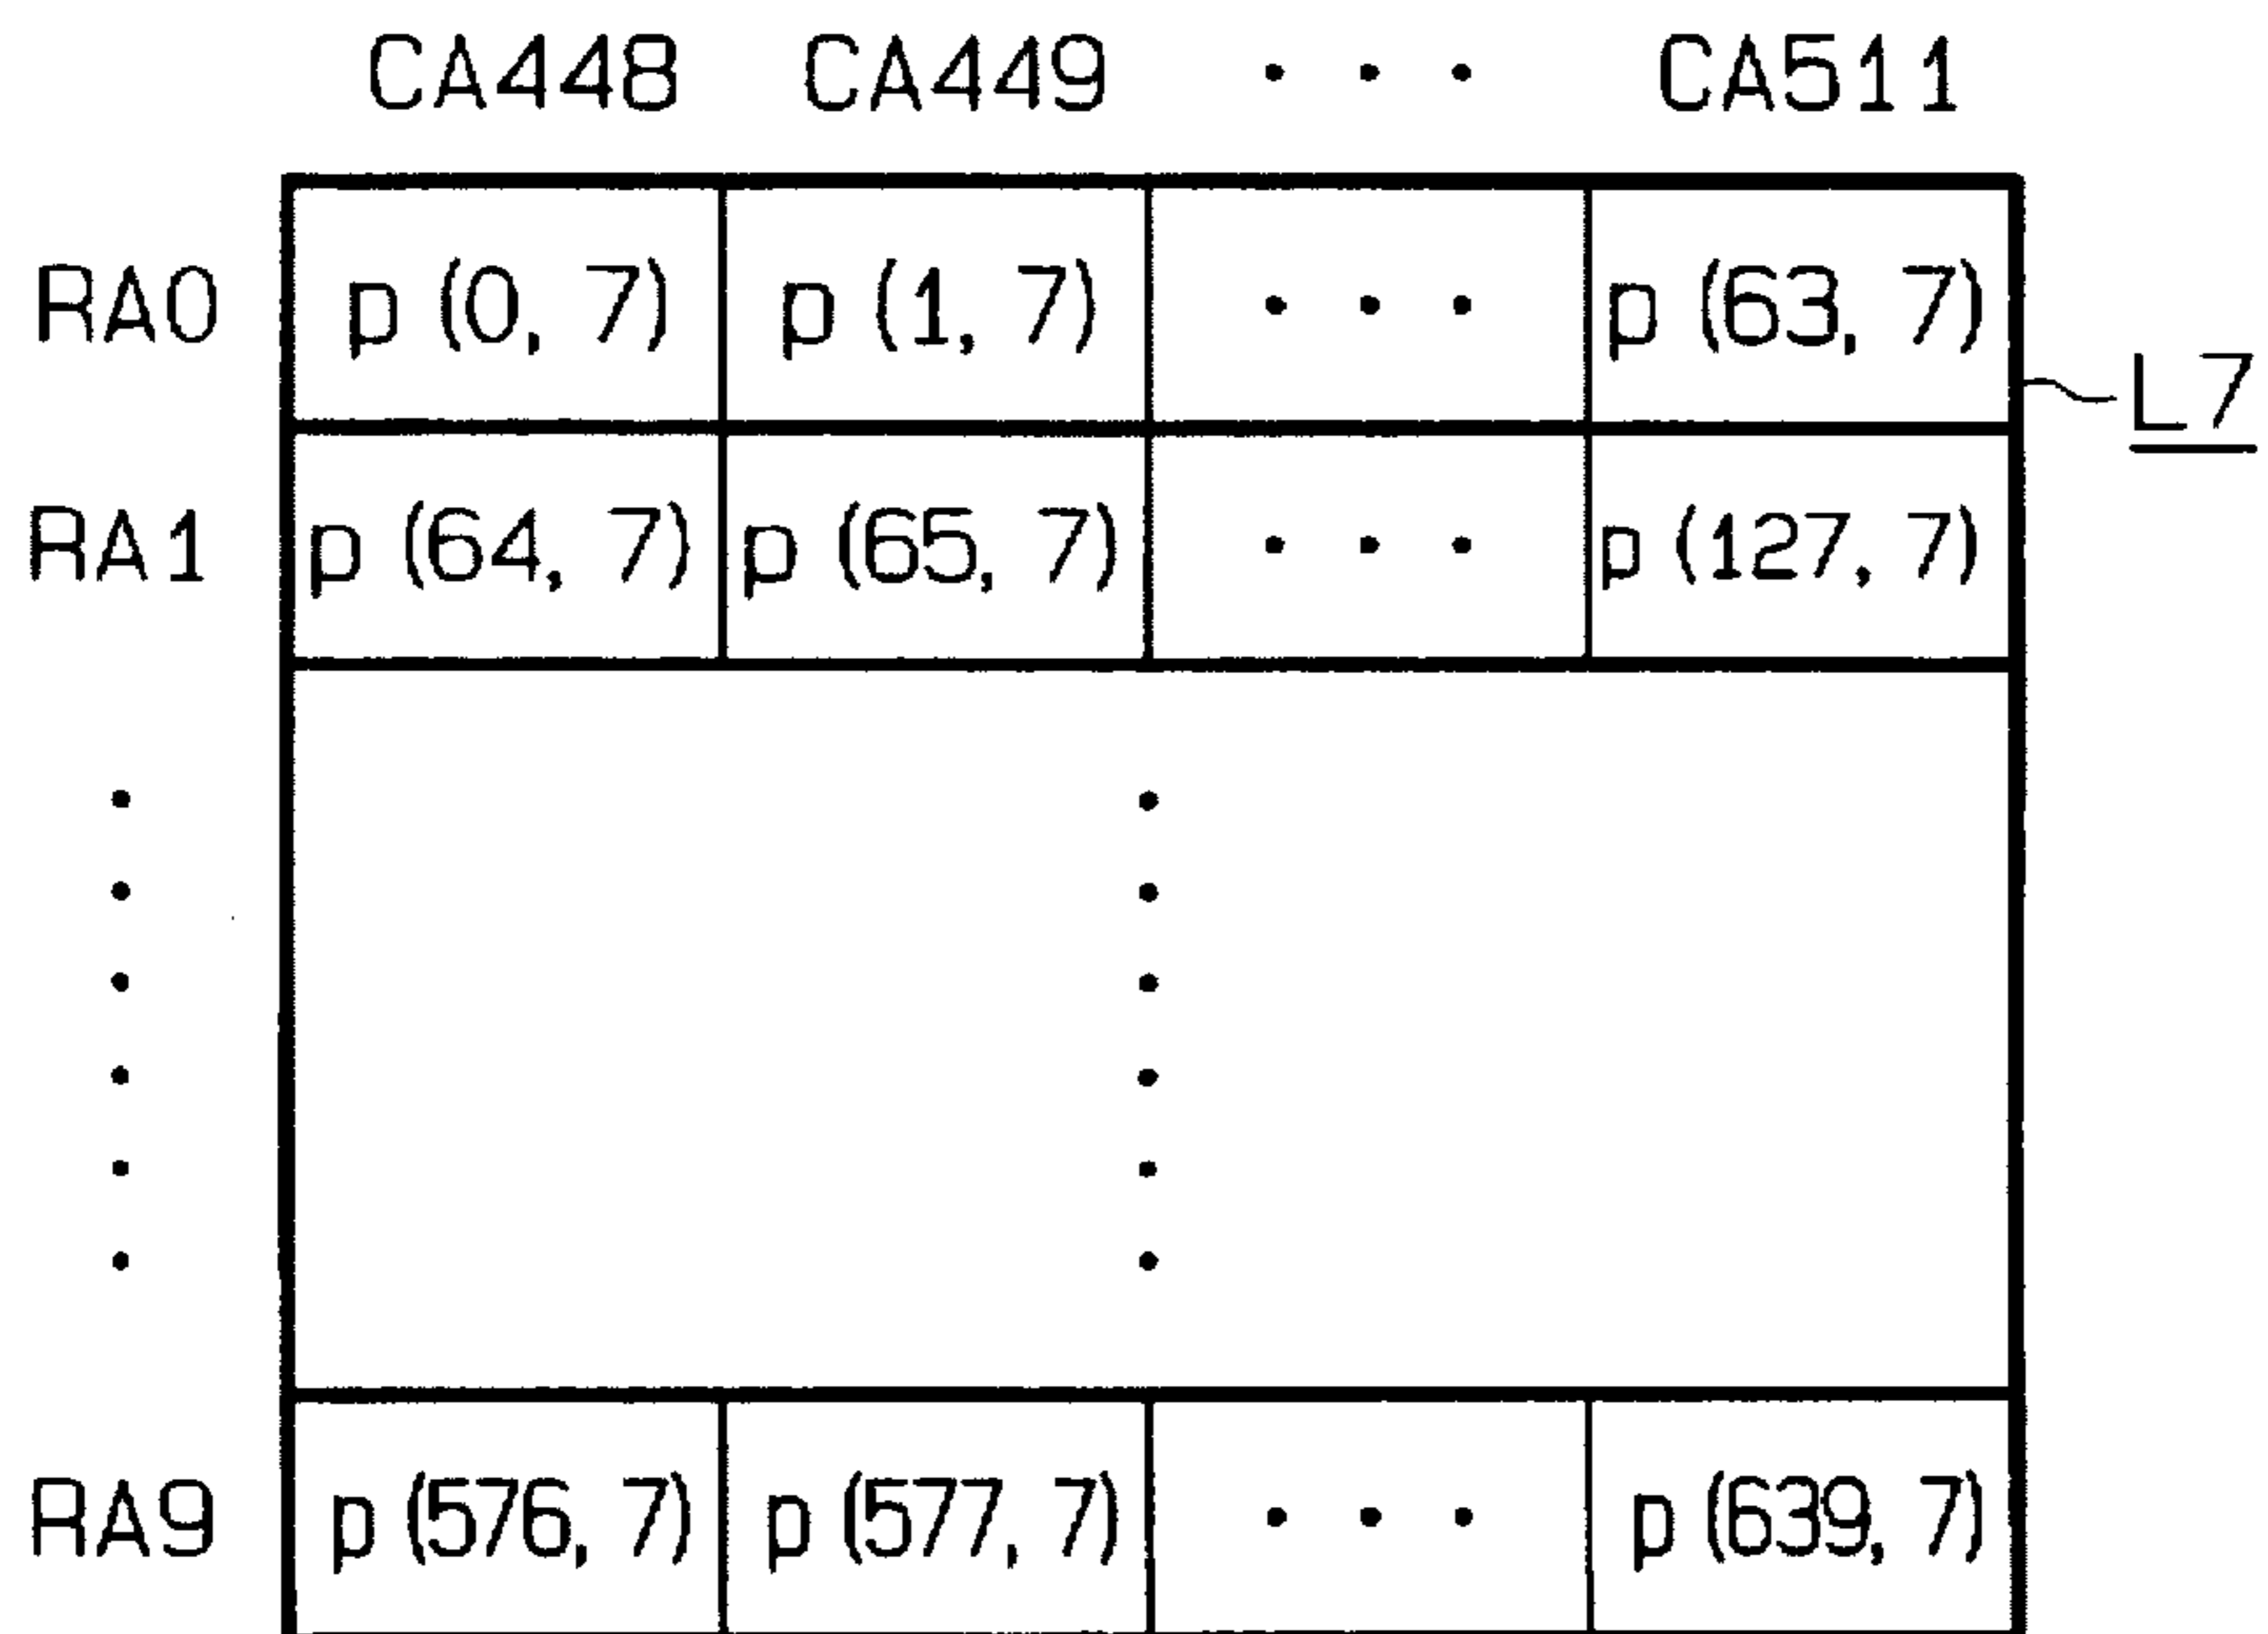 CA448 CA449 . . . CA511
RA0 p (0, 7) p (1, 7) . . . p (63, 7)
L7
RA1 p (64, 7) p (65, 7) . . . p (127, 7)
RA9 p (576, 7) p (577, 7) . . . p (639, 7)